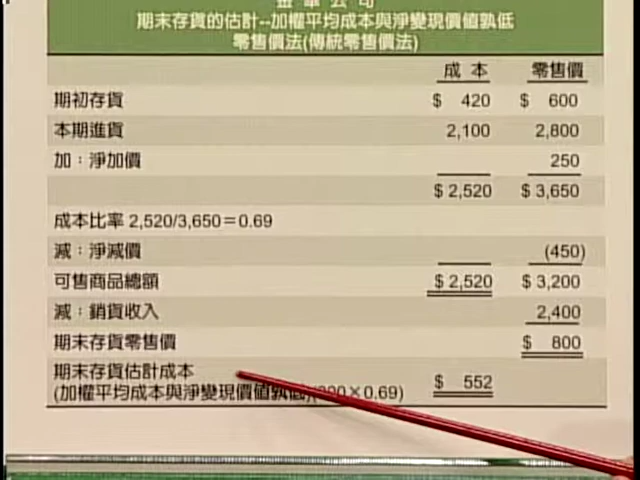 期末存貨的估計--加權平均成本與淨變現價值孰低
零售價法(傳統零售價法)
成本 零售價
期初存貨 $ 420 $ 600
本期進貨 2,100 2,800
加：淨加價 250
$ 2,520 $ 3,650
成本比率 2,520/3,650＝0.69
減：淨減價 (450)
可售商品總額 $ 2,520 $ 3,200
減：銷貨收入 2,400
期末存貨零售價 $ 800
期末存貨估計成本
(加權平均成本與淨變現價值孰低)(800×0.69) $ 552